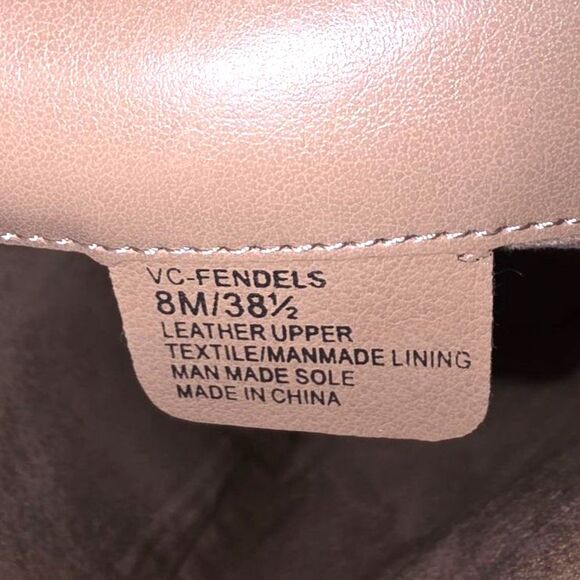 VC-FENDELS
8M/38½
LEATHER UPPER
TEXTILE/MANMADE LINING
MAN MADE SOLE
MADE IN CHINA